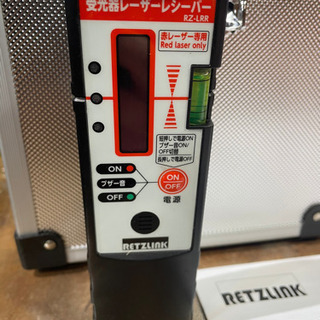 受光器レーザーレシーバー
RZ-LRR
赤レーザー専用
Red laser only
短押しで電源ON
ブザー音ON/
OFF切替
長押しで電源OFF
ON
ブザー音
OFF
ON
OFF
電源
RETZLINK
RETZLINK